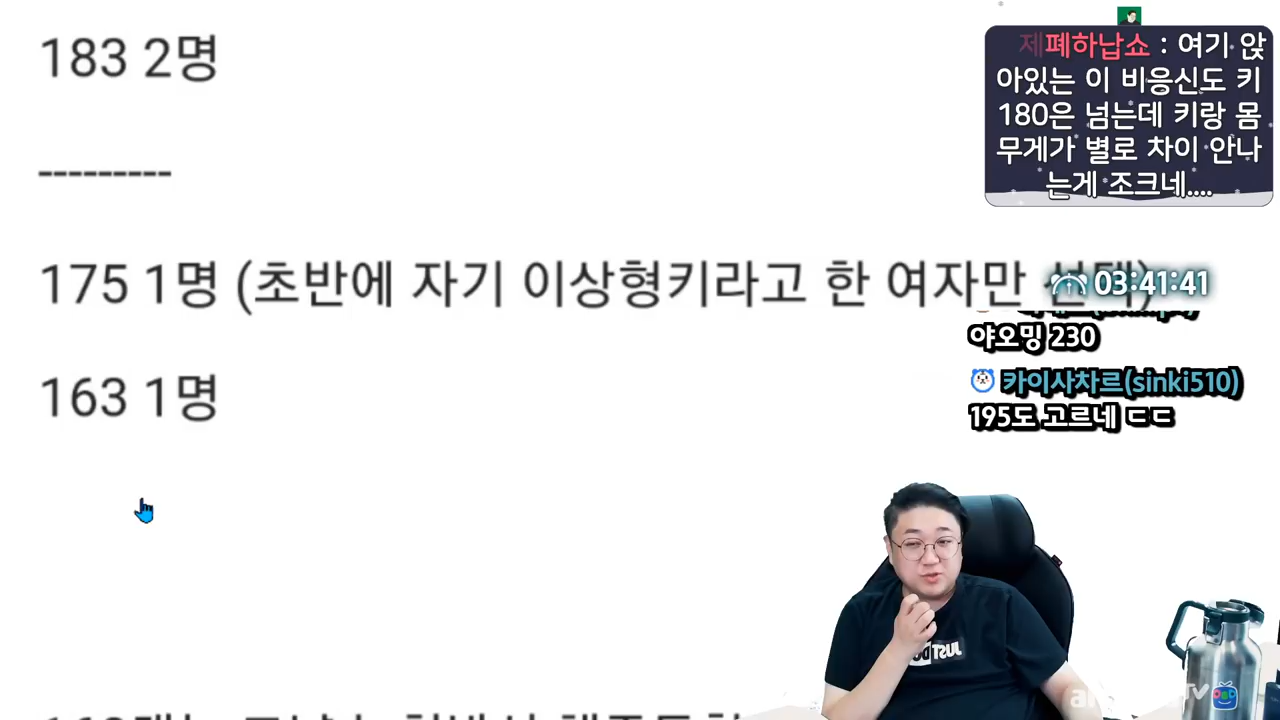 183 2명
---------
175 1명 (초반에 자기 이상형키라고 한 여자만 선택)
163 1명
제폐하납쇼 : 여기 앉
아있는 이 비응신도 키
180은 넘는데 키랑 몸
무게가 별로 차이 안나
는게 조크네....
03:41:41
야오밍 230
카이사차르(sinki510)
195도 고르네 ㄷㄷ
JUST DO